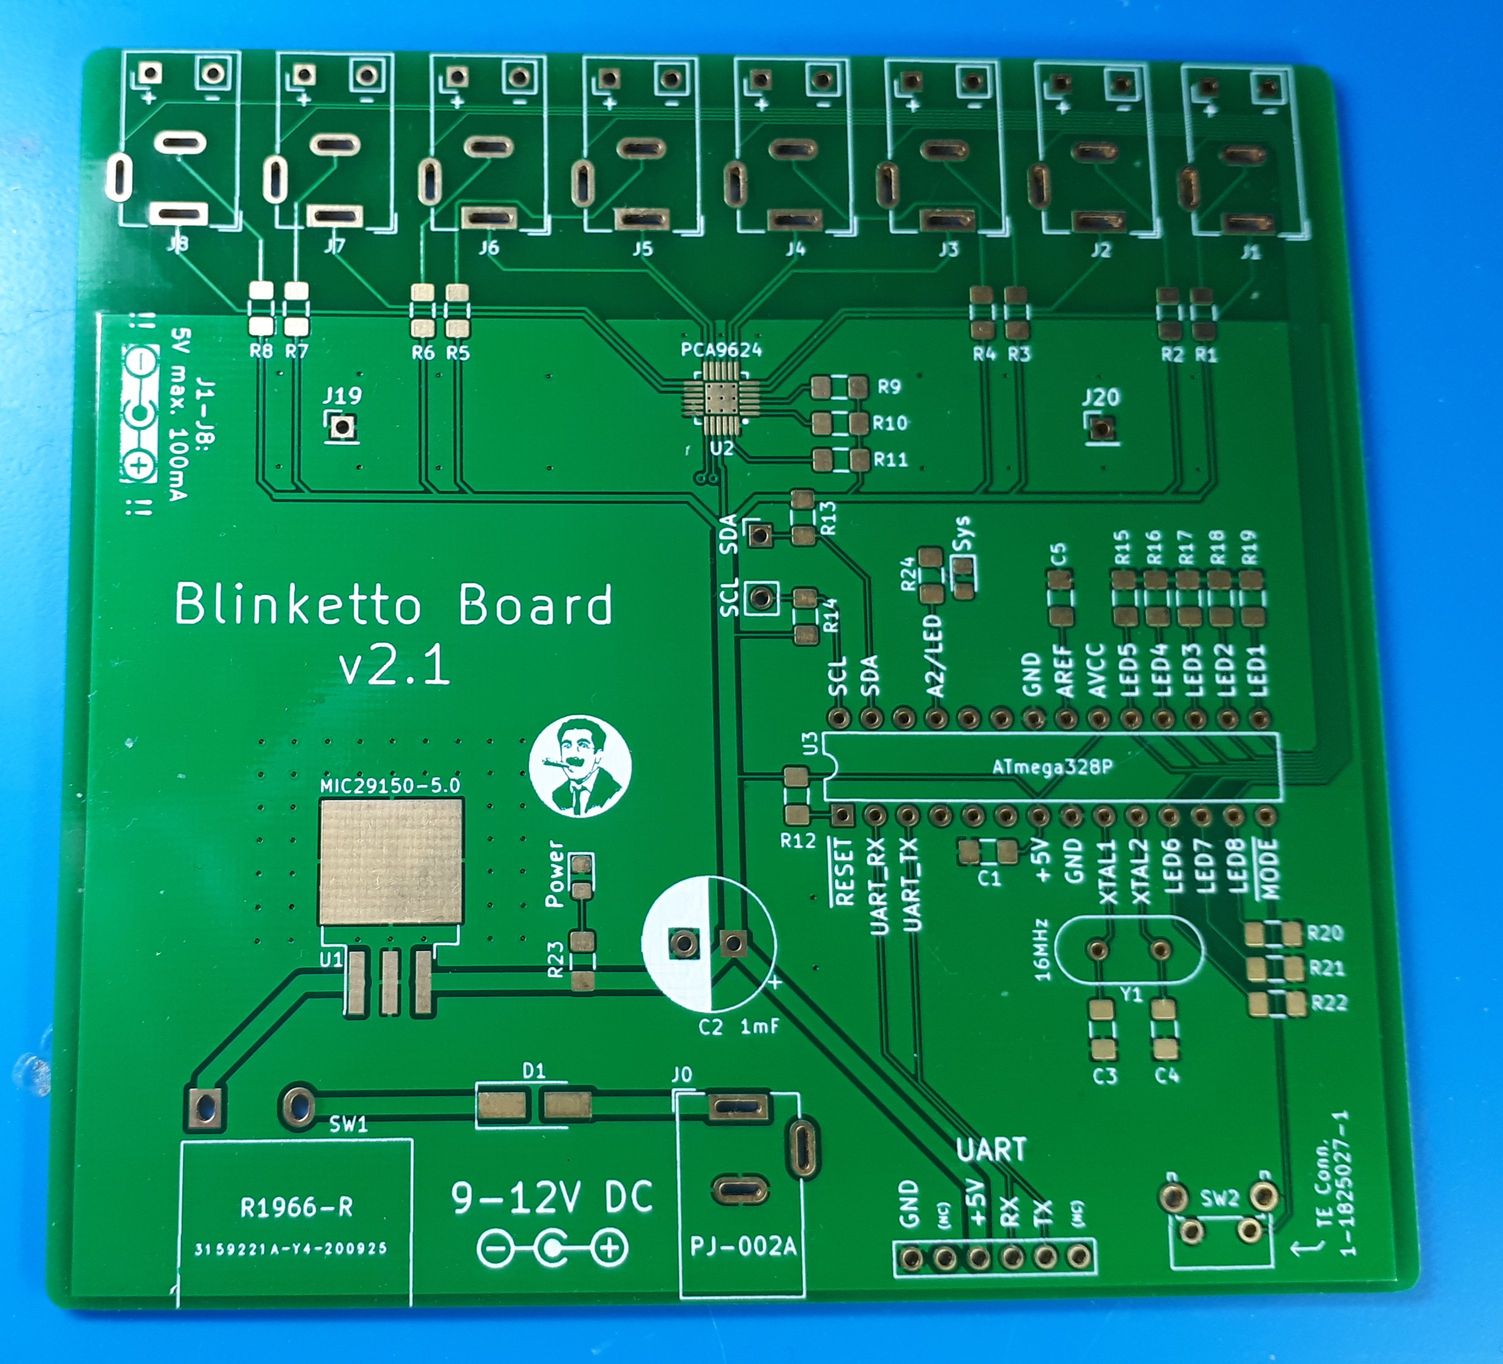 + -
+ -
+ -
+ -
+ -
+ -
+ -
+ -
J8 J7 J6 J5 J4 J3 J2 J1
R8 R7 R6 R5 PCA9624 R4 R3 R2 R1
!! J1-J8: !!
5V max. 100mA
- +
J19
J20
U2
R9
R10
R11
SDA
R13
SCL
R14
Blinketto Board
v2.1
R24
Sys
C5
R15
R16
R17
R18
R19
SCL
SDA
A2/LED
GND
AREF
AVCC
LED5
LED4
LED3
LED2
LED1
U3
ATmega328P
R12
RESET
UART_RX
UART_TX
C1
+5V
GND
XTAL1
XTAL2
LED6
LED7
LED8
MODE
MIC29150-5.0
U1
Power
R23
+
C2 1mF
16MHz
Y1
C3 C4
R20
R21
R22
SW1
D1
J0
R1966-R
3159221A-Y4-200925
9-12V DC
- +
PJ-002A
UART
GND
(NC)
+5V
RX
TX
(NC)
SW2
TE Conn.
1-1825027-1